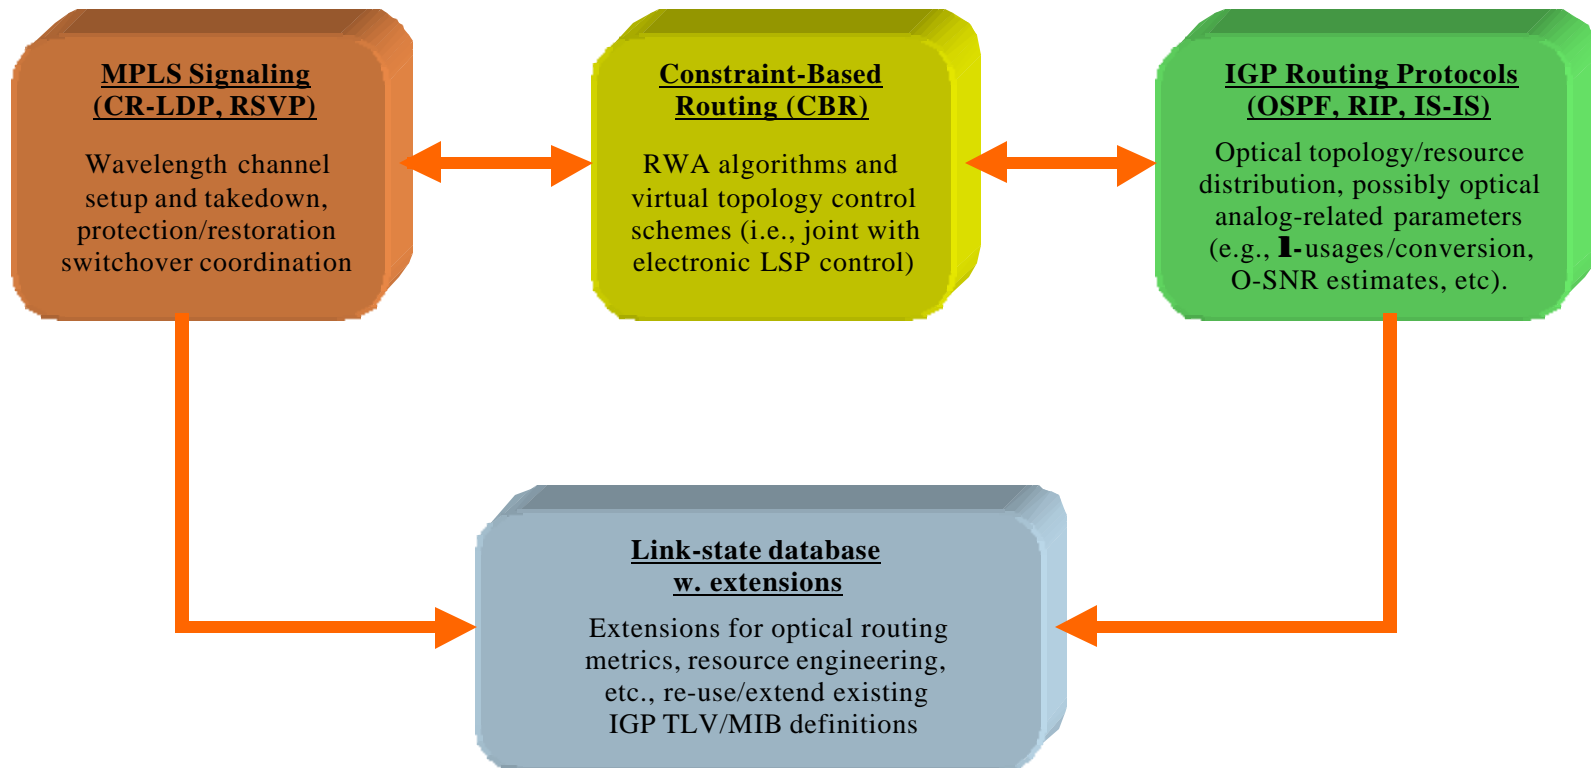 MPLS Signaling
(CR-LDP, RSVP)
Wavelength channel
setup and takedown,
protection/restoration
switchover coordination
Constraint-Based
Routing (CBR)
RWA algorithms and
virtual topology control
schemes (i.e., joint with
electronic LSP control)
IGP Routing Protocols
(OSPF, RIP, IS-IS)
Optical topology/resource
distribution, possibly optical
analog-related parameters
(e.g., l-usages/conversion,
O-SNR estimates, etc).
Link-state database
w. extensions
Extensions for optical routing
metrics, resource engineering,
etc., re-use/extend existing
IGP TLV/MIB definitions